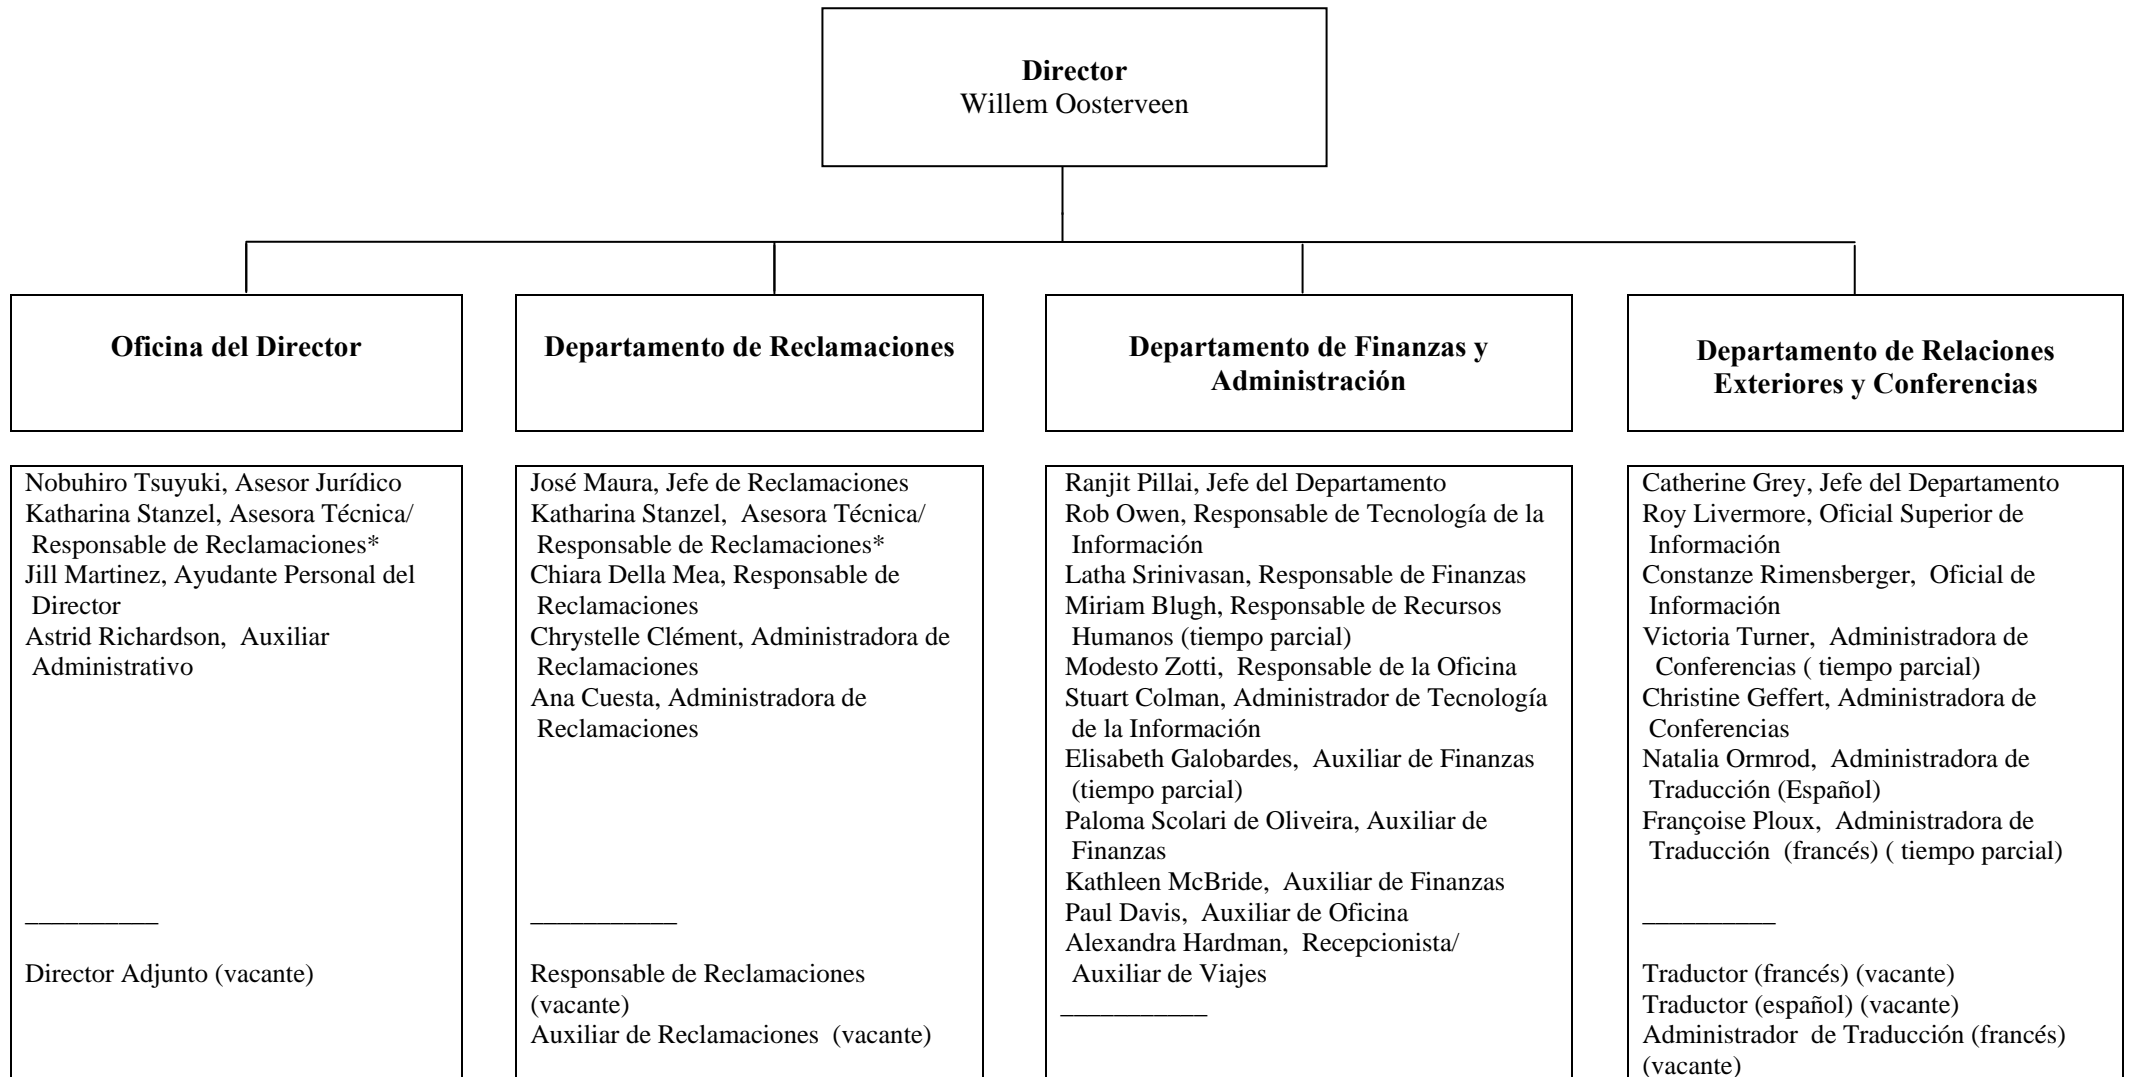 Director
Willem Oosterveen
Oficina del Director
Departamento de Reclamaciones
Departamento de Finanzas y
Administración
Departamento de Relaciones
Exteriores y Conferencias
Nobuhiro Tsuyuki, Asesor Jurídico
Katharina Stanzel, Asesora Técnica/
Responsable de Reclamaciones*
Jill Martinez, Ayudante Personal del
Director
Astrid Richardson, Auxiliar
Administrativo
__________
Director Adjunto (vacante)
José Maura, Jefe de Reclamaciones
Katharina Stanzel, Asesora Técnica/
Responsable de Reclamaciones*
Chiara Della Mea, Responsable de
Reclamaciones
Chrystelle Clément, Administradora de
Reclamaciones
Ana Cuesta, Administradora de
Reclamaciones
___________
Responsable de Reclamaciones
(vacante)
Auxiliar de Reclamaciones (vacante)
Ranjit Pillai, Jefe del Departamento
Rob Owen, Responsable de Tecnología de la
Información
Latha Srinivasan, Responsable de Finanzas
Miriam Blugh, Responsable de Recursos
Humanos (tiempo parcial)
Modesto Zotti, Responsable de la Oficina
Stuart Colman, Administrador de Tecnología
de la Información
Elisabeth Galobardes, Auxiliar de Finanzas
(tiempo parcial)
Paloma Scolari de Oliveira, Auxiliar de
Finanzas
Kathleen McBride, Auxiliar de Finanzas
Paul Davis, Auxiliar de Oficina
Alexandra Hardman, Recepcionista/
Auxiliar de Viajes
___________
Catherine Grey, Jefe del Departamento
Roy Livermore, Oficial Superior de
Información
Constanze Rimensberger, Oficial de
Información
Victoria Turner, Administradora de
Conferencias ( tiempo parcial)
Christine Geffert, Administradora de
Conferencias
Natalia Ormrod, Administradora de
Traducción (Español)
Françoise Ploux, Administradora de
Traducción (francés) ( tiempo parcial)
__________
Traductor (francés) (vacante)
Traductor (español) (vacante)
Administrador de Traducción (francés)
(vacante)